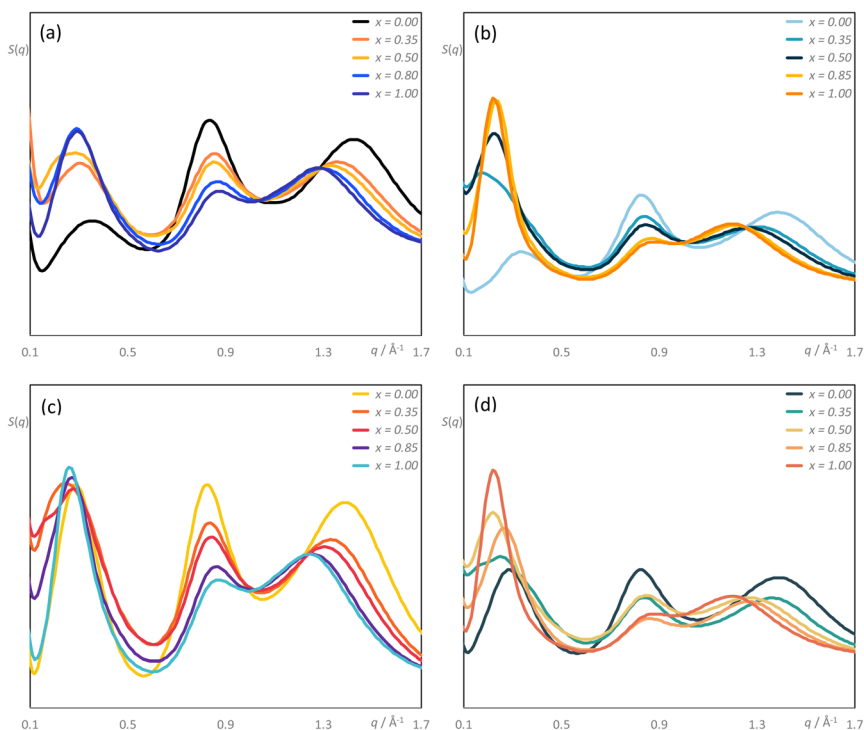 (a)
S(q)
x = 0.00
x = 0.35
x = 0.50
x = 0.80
x = 1.00
0.1 0.5 0.9 q / Å⁻¹ 1.3 1.7
(b)
S(q)
x = 0.00
x = 0.35
x = 0.50
x = 0.85
x = 1.00
0.1 0.5 0.9 1.3 q / Å⁻¹ 1.7
(c)
S(q)
x = 0.00
x = 0.35
x = 0.50
x = 0.85
x = 1.00
0.1 0.5 0.9 1.3 q / Å⁻¹ 1.7
(d)
S(q)
x = 0.00
x = 0.35
x = 0.50
x = 0.85
x = 1.00
0.1 0.5 0.9 1.3 q / Å⁻¹ 1.7